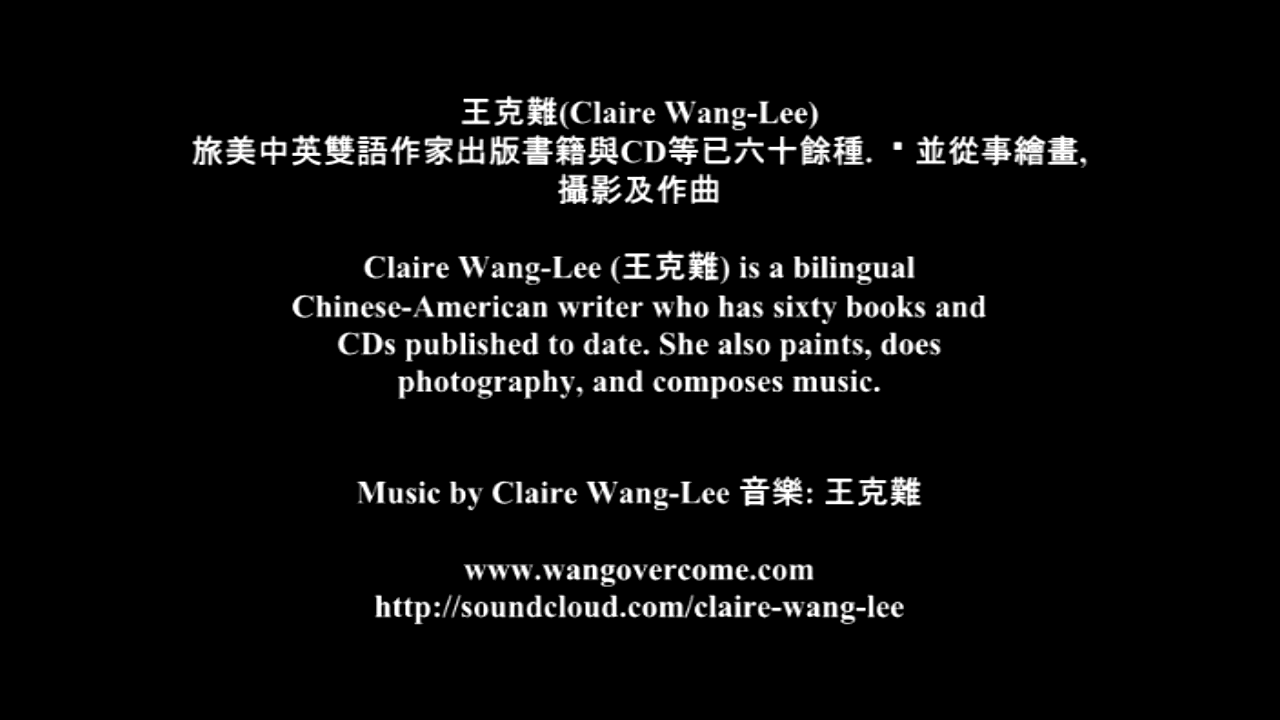 王克難(Claire Wang-Lee)
旅美中英雙語作家出版書籍與CD等已六十餘種. ▪ 並從事繪畫,
攝影及作曲
Claire Wang-Lee (王克難) is a bilingual
Chinese-American writer who has sixty books and
CDs published to date. She also paints, does
photography, and composes music.
Music by Claire Wang-Lee 音樂: 王克難
www.wangovercome.com
http://soundcloud.com/claire-wang-lee